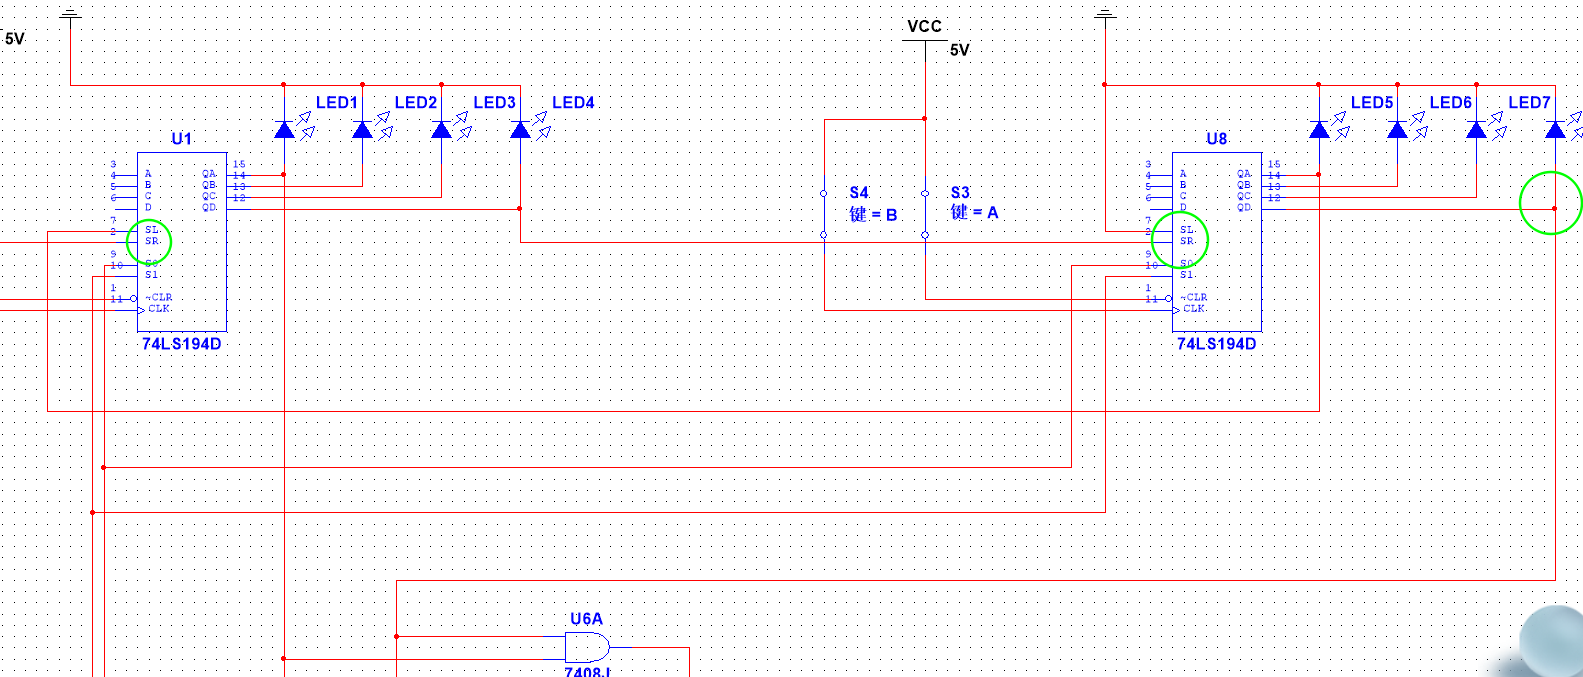 5V
VCC
5V
LED1
LED2
LED3
LED4
LED5
LED6
LED7
U1
3
4
5
6
7
2
9
10
1
11
A
B
C
D
SL
SR
S0
S1
~CLR
CLK
QA
QB
QC
QD
15
14
13
12
74LS194D
S4
键 = B
S3
键 = A
U8
3
4
5
6
7
2
9
10
1
11
A
B
C
D
SL
SR
S0
S1
~CLR
CLK
QA
QB
QC
QD
15
14
13
12
74LS194D
U6A
7408J